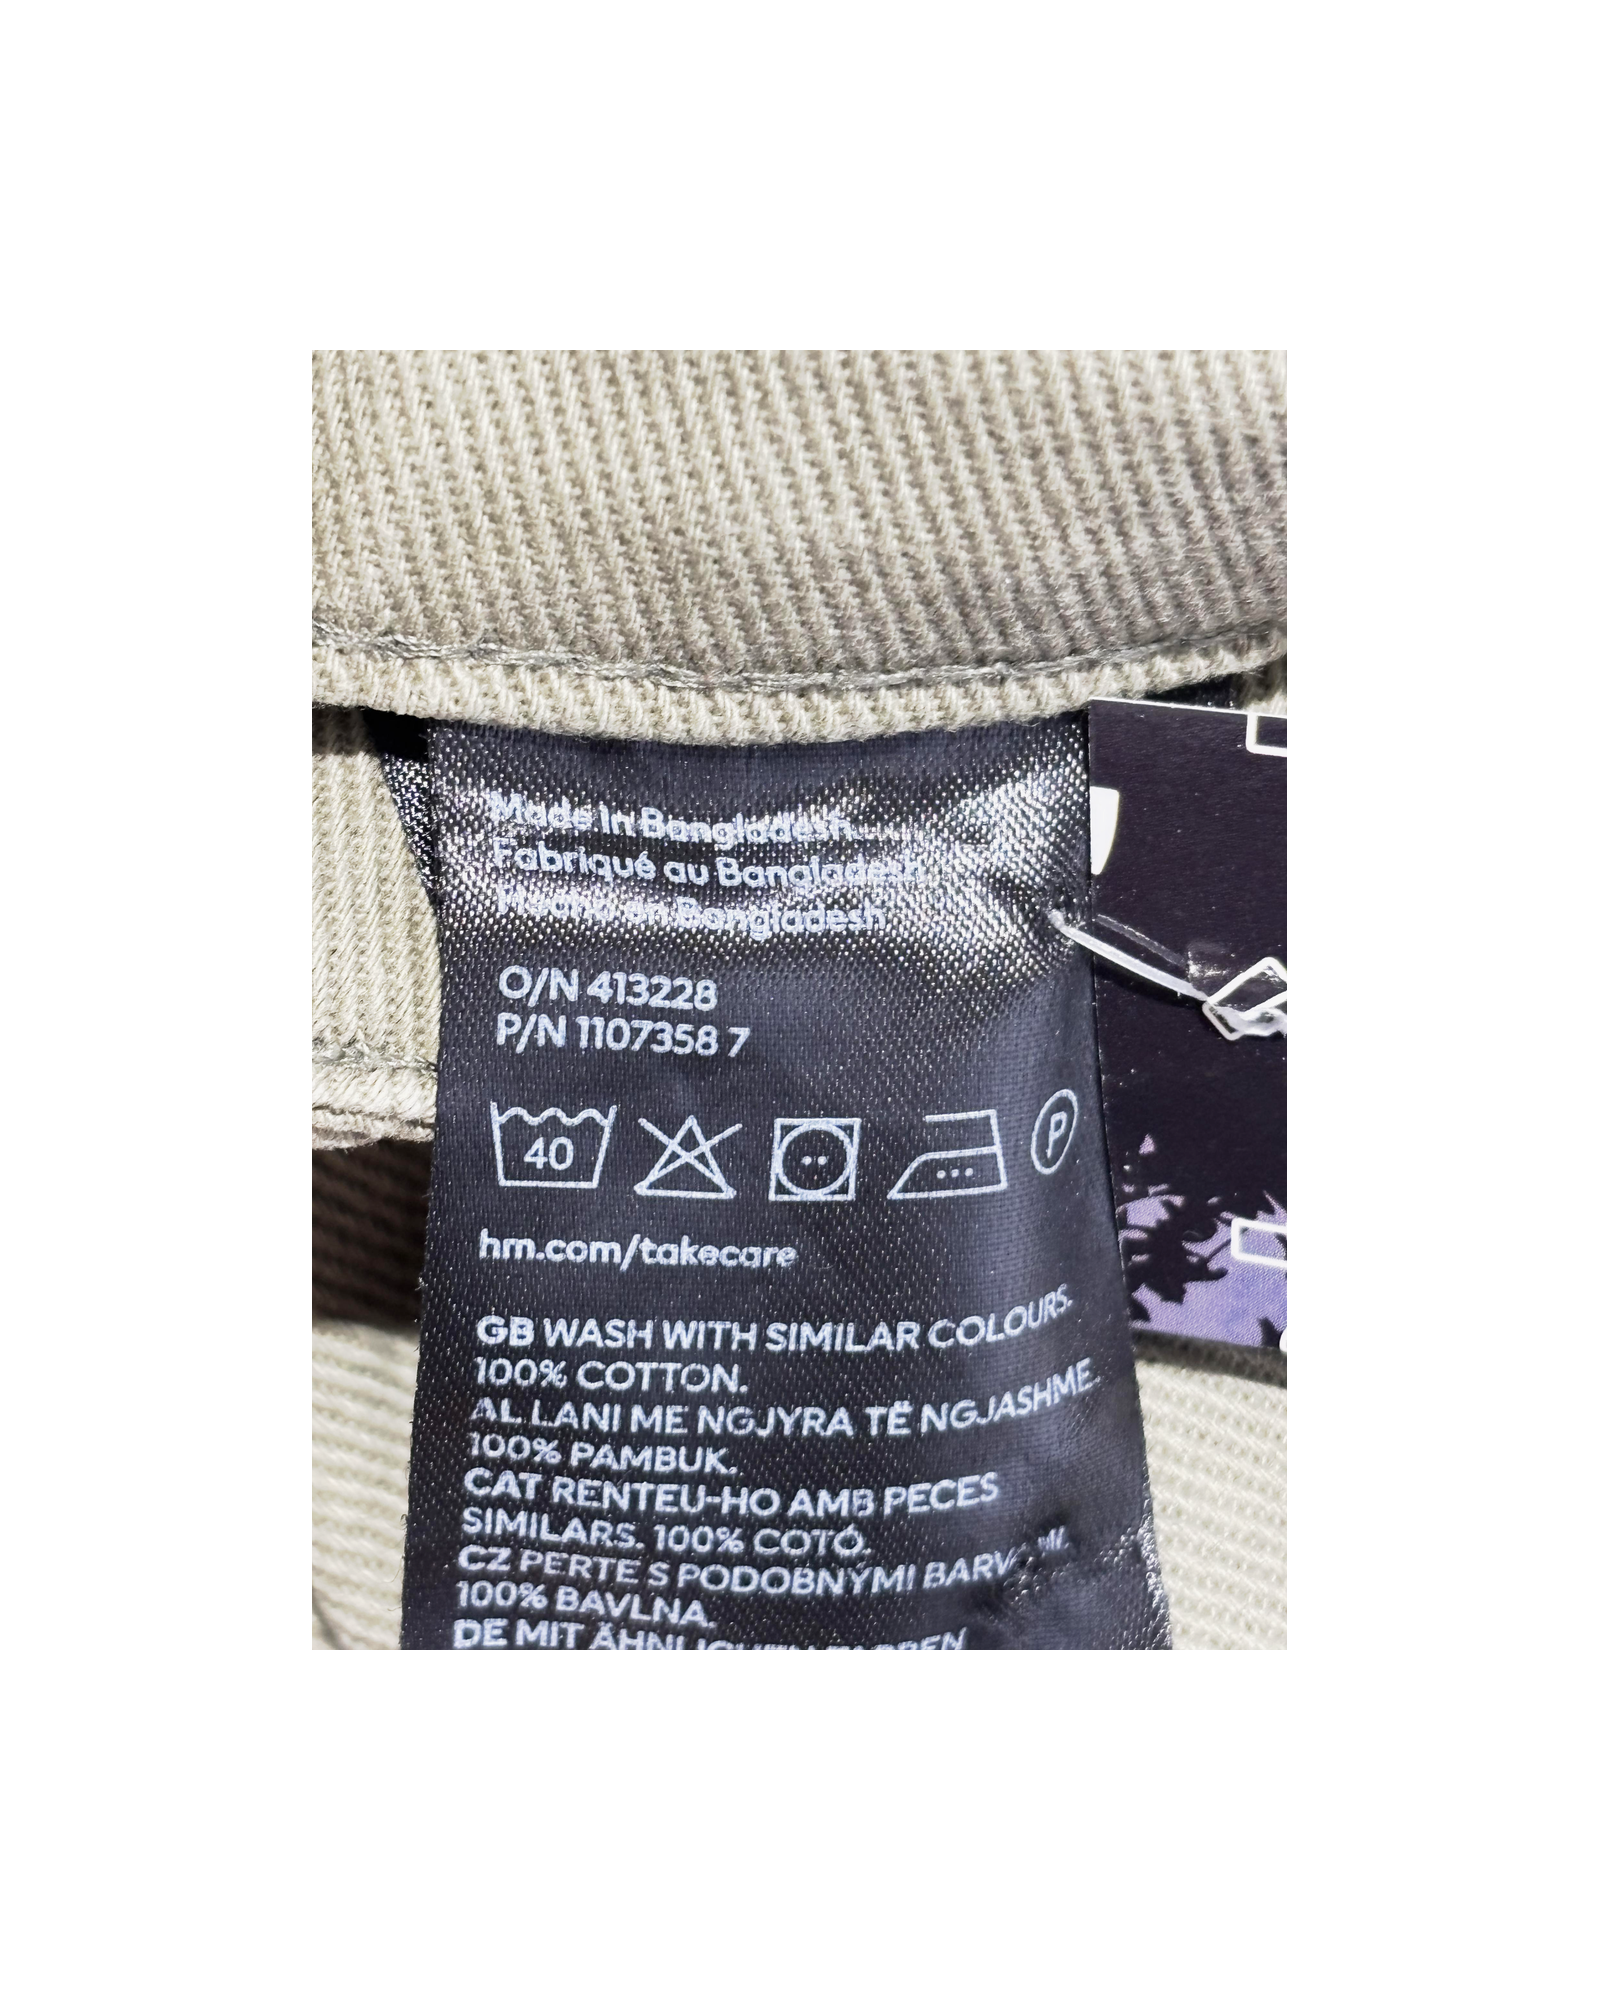 Made in Bangladesh
Fabriqué au Bangladesh
Hecho en Bangladesh
O/N 413228
P/N 1107358 7
40
P
hm.com/takecare
GB WASH WITH SIMILAR COLOURS.
100% COTTON.
AL LANI ME NGJYRA TË NGJASHME.
100% PAMBUK.
CAT RENTEU-HO AMB PECES
SIMILARS. 100% COTÓ.
CZ PERTE S PODOBNÝMI
100% BAVLNA.
DE MIT ÄHNLICHEN FARBEN